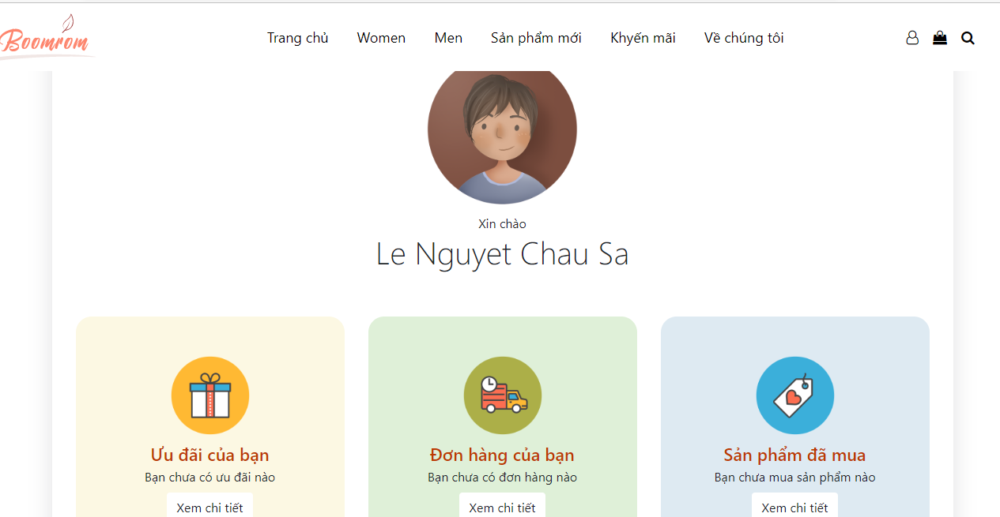 Boomrom
Trang chủ Women Men Sản phẩm mới Khyến mãi Về chúng tôi
Xin chào
Le Nguyet Chau Sa
Ưu đãi của bạn
Bạn chưa có ưu đãi nào
Xem chi tiết
Đơn hàng của bạn
Bạn chưa có đơn hàng nào
Xem chi tiết
Sản phẩm đã mua
Bạn chưa mua sản phẩm nào
Xem chi tiết